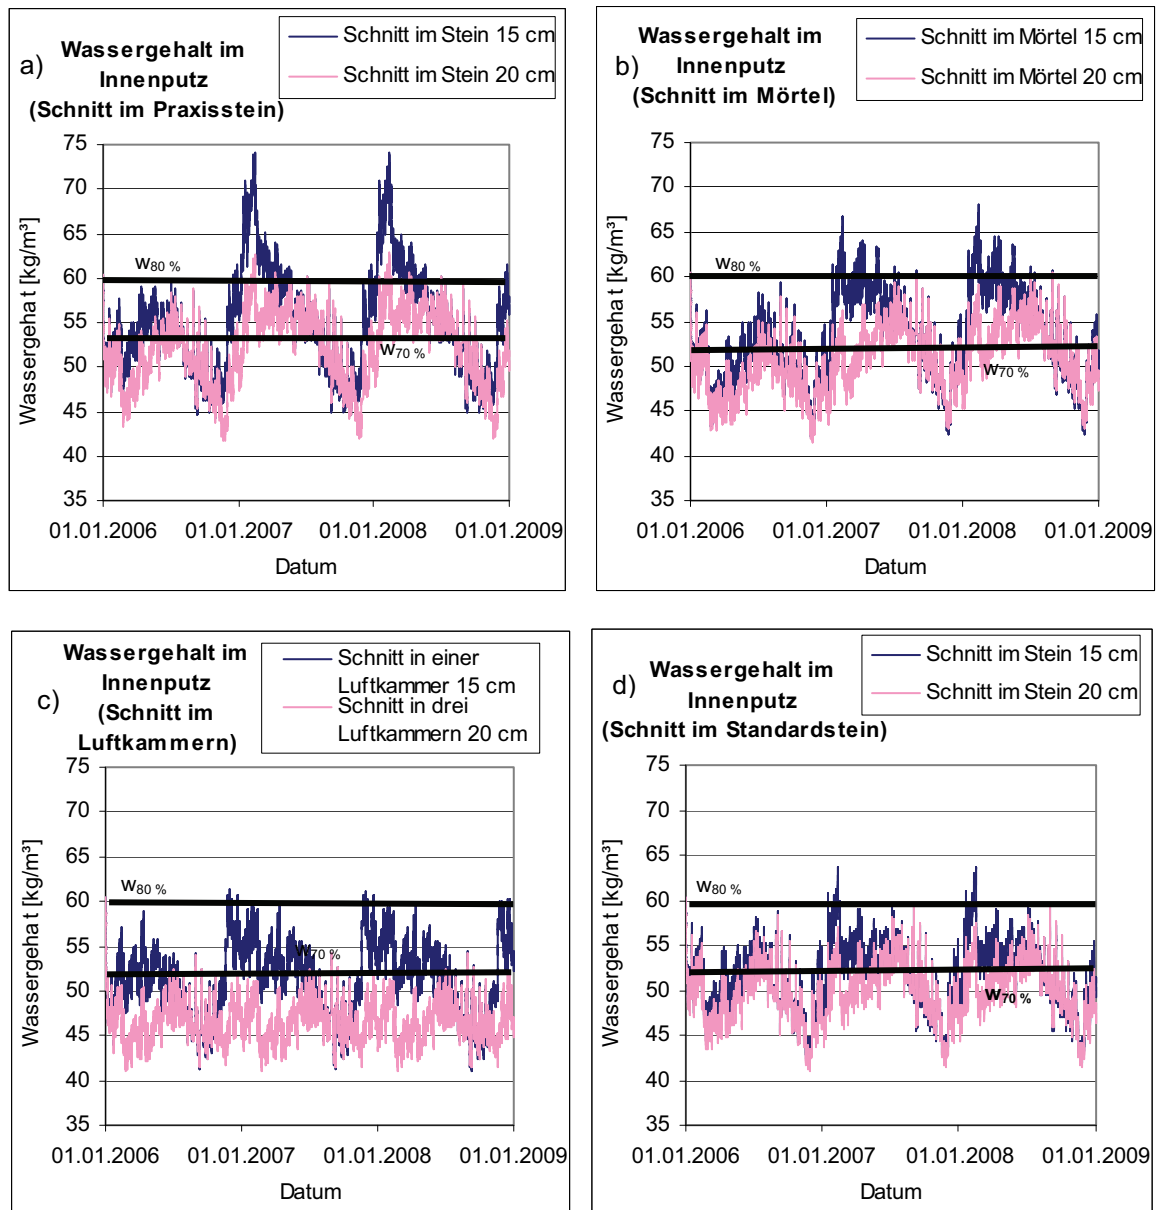 a)
Wassergehalt im
Innenputz
(Schnitt im Praxisstein)
Schnitt im Stein 15 cm
Schnitt im Stein 20 cm
Wassergehalt [kg/m³]
75
70
65
60
55
50
45
40
35
w80 %
w70 %
01.01.2006 01.01.2007 01.01.2008 01.01.2009
Datum
b)
Wassergehalt im
Innenputz
(Schnitt im Mörtel)
Schnitt im Mörtel 15 cm
Schnitt im Mörtel 20 cm
Wassergehalt [kg/m³]
75
70
65
60
55
50
45
40
35
w80 %
w70 %
01.01.2006 01.01.2007 01.01.2008 01.01.2009
Datum
c)
Wassergehalt im
Innenputz
(Schnitt im
Luftkammern)
Schnitt in einer
Luftkammer 15 cm
Schnitt in drei
Luftkammern 20 cm
Wassergehalt [kg/m³]
75
70
65
60
55
50
45
40
35
w80 %
w70 %
01.01.2006 01.01.2007 01.01.2008 01.01.2009
Datum
d)
Wassergehalt im
Innenputz
(Schnitt im Standardstein)
Schnitt im Stein 15 cm
Schnitt im Stein 20 cm
Wassergehalt [kg/m³]
75
70
65
60
55
50
45
40
35
w80 %
w70 %
01.01.2006 01.01.2007 01.01.2008 01.01.2009
Datum